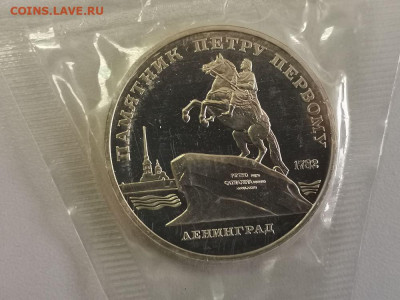 COINS.LAVE.RU
ПАМЯТНИК ПЕТРУ ПЕРВОМУ
1782
ЛЕНИНГРАД